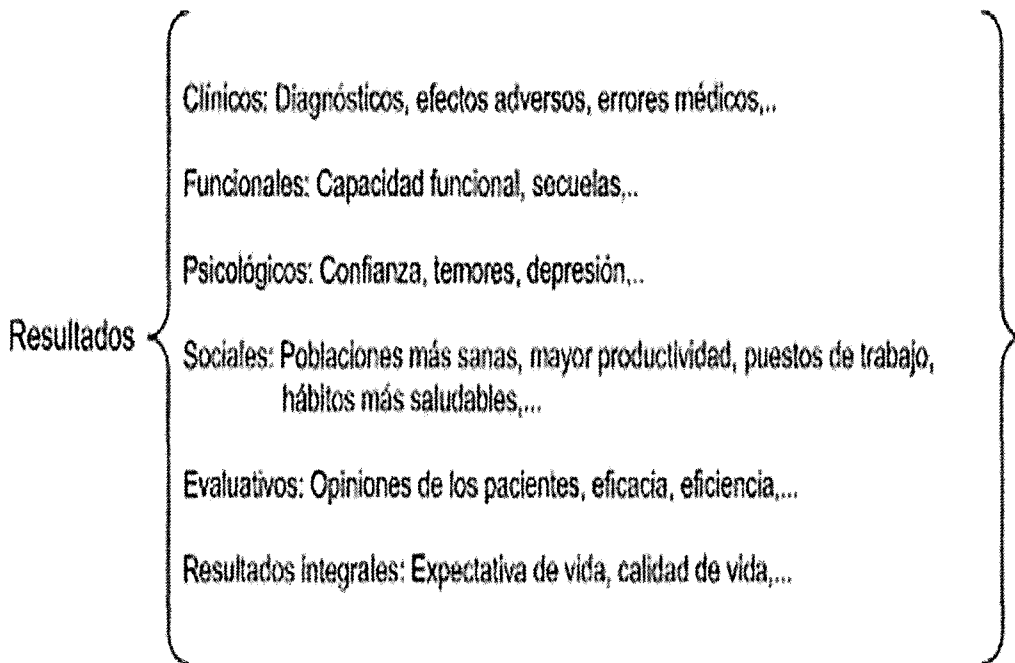 Clínicos: Diagnósticos, efectos adversos, errores médicos,..
Funcionales: Capacidad funcional, secuelas,..
Psicológicos: Confianza, temores, depresión,..
Resultados
Sociales: Poblaciones más sanas, mayor productividad, puestos de trabajo,
hábitos más saludables,...
Evaluativos: Opiniones de los pacientes, eficacia, eficiencia,...
Resultados integrales: Expectativa de vida, calidad de vida,...